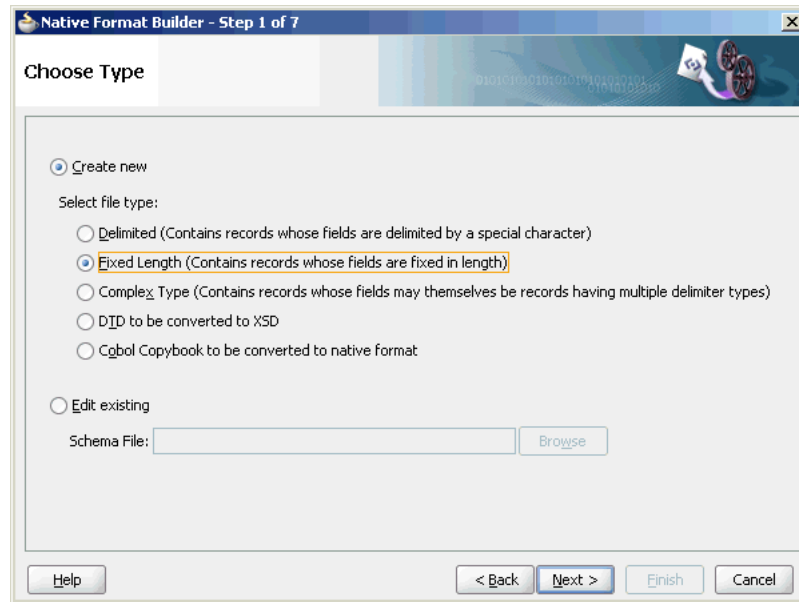 Native Format Builder - Step 1 of 7
Choose Type
Create new
Select file type:
Delimited (Contains records whose fields are delimited by a special character)
Fixed Length (Contains records whose fields are fixed in length)
Complex Type (Contains records whose fields may themselves be records having multiple delimiter types)
DTD to be converted to XSD
Cobol Copybook to be converted to native format
Edit existing
Schema File:
Browse
Help
< Back
Next >
Finish
Cancel